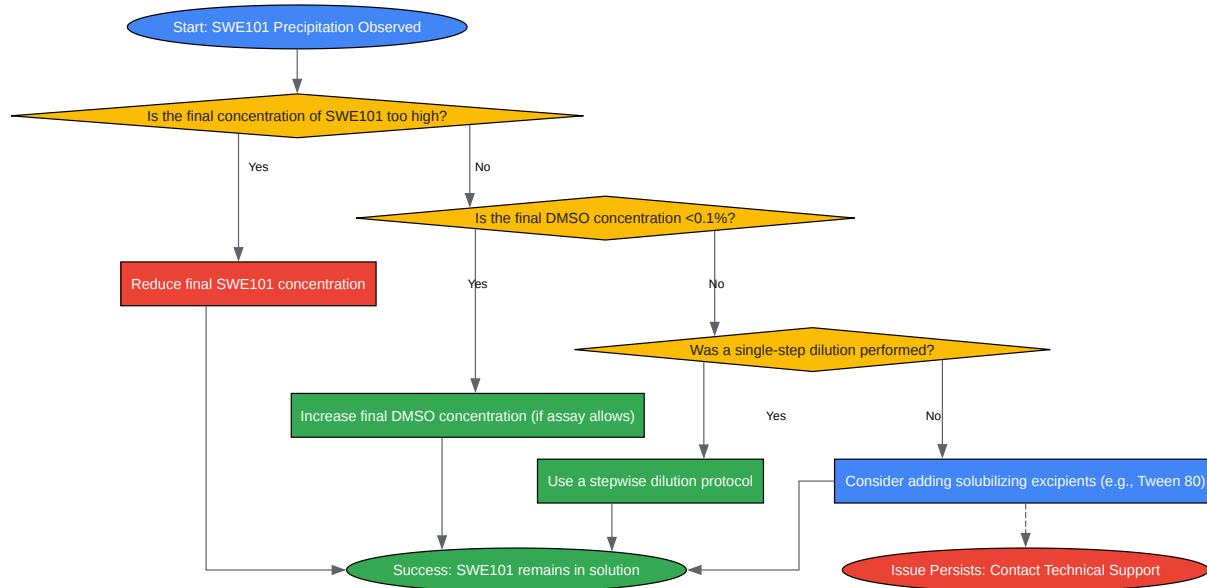 Start: SWE101 Precipitation Observed
Is the final concentration of SWE101 too high?
Yes
No
Is the final DMSO concentration <0.1%?
Reduce final SWE101 concentration
Yes
No
Was a single-step dilution performed?
Increase final DMSO concentration (if assay allows)
Yes
No
Use a stepwise dilution protocol
Consider adding solubilizing excipients (e.g., Tween 80)
Success: SWE101 remains in solution
Issue Persists: Contact Technical Support